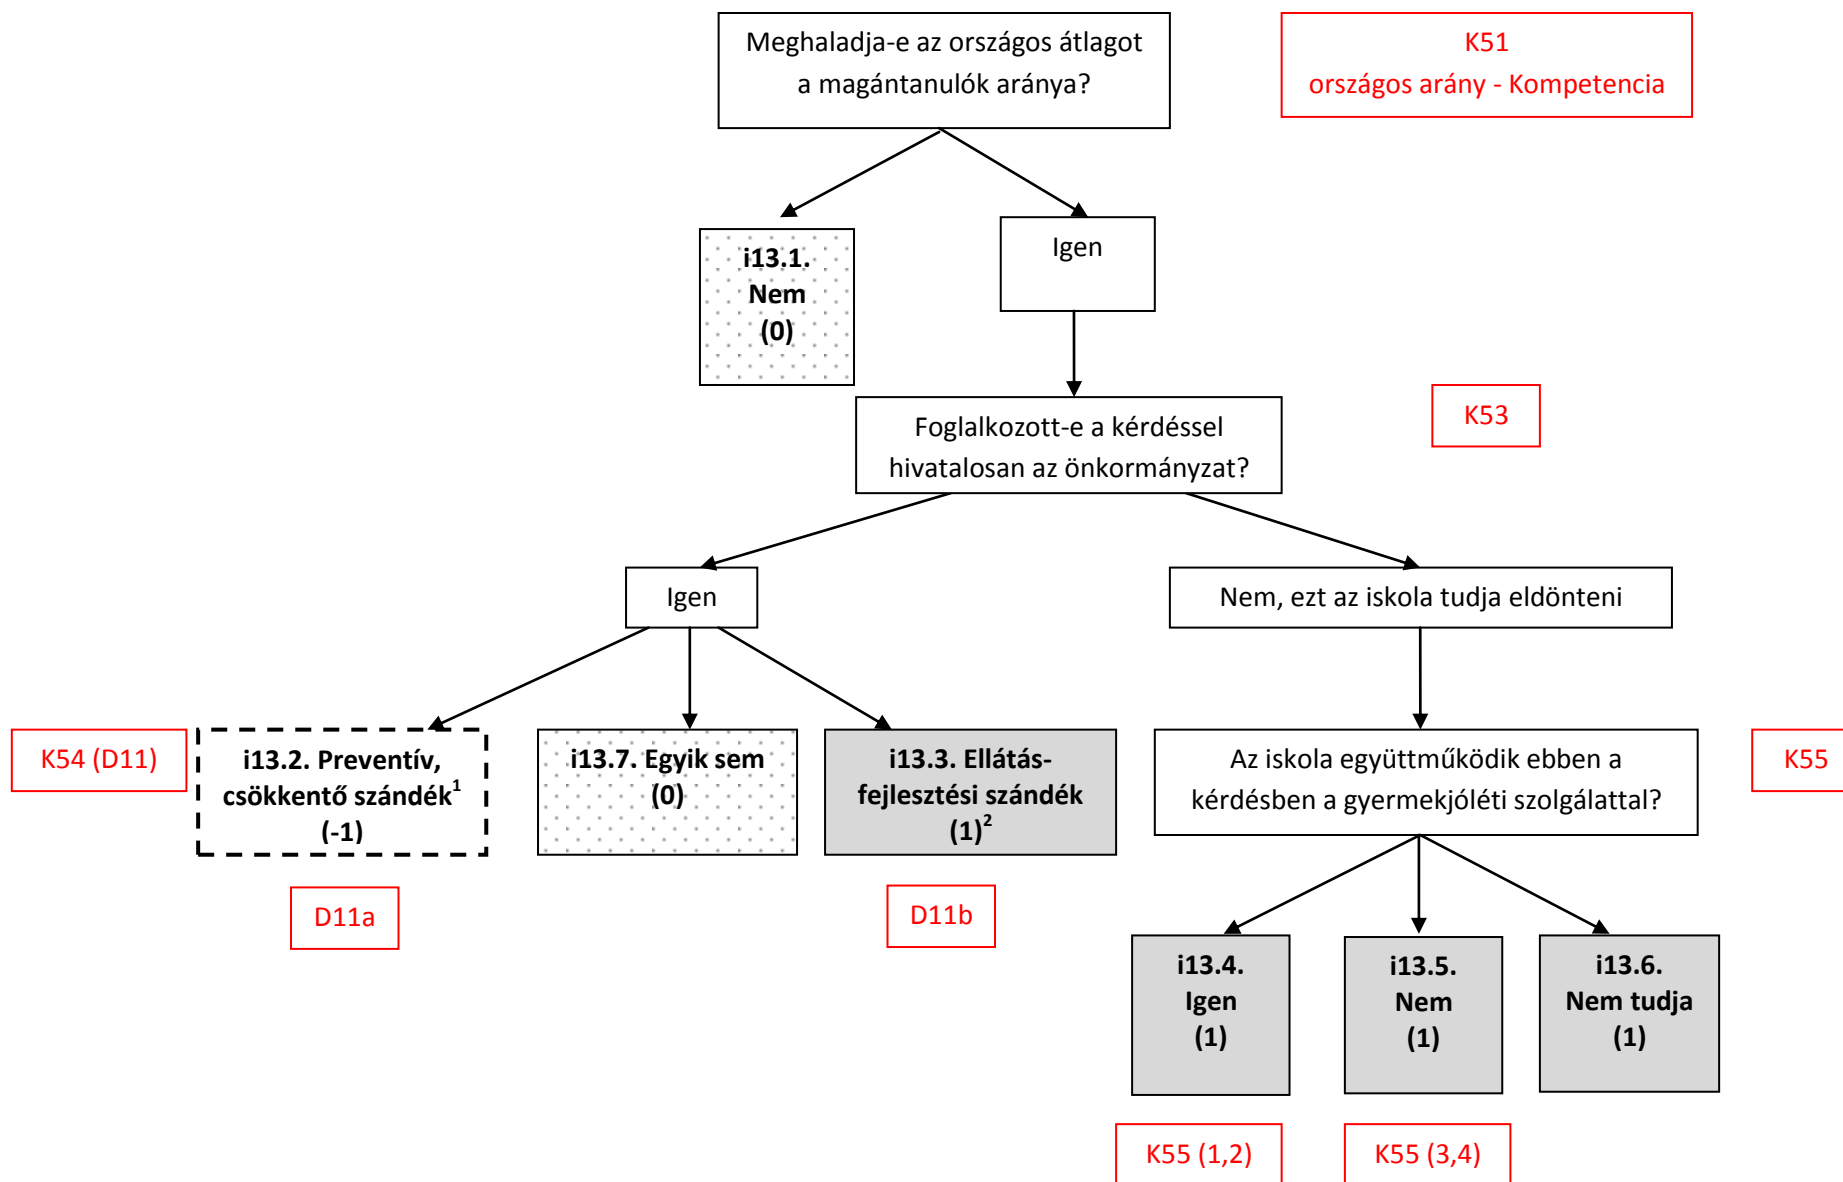 Meghaladja-e az országos átlagot
a magántanulók aránya?
K51
országos arány - Kompetencia
i13.1.
Nem
(0)
Igen
Foglalkozott-e a kérdéssel
hivatalosan az önkormányzat?
K53
Igen
Nem, ezt az iskola tudja eldönteni
K54 (D11)
i13.2. Preventív,
csökkentő szándék¹
(-1)
i13.7. Egyik sem
(0)
i13.3. Ellátás-
fejlesztési szándék
(1)²
Az iskola együttműködik ebben a
kérdésben a gyermekjóléti szolgálattal?
K55
D11a
D11b
i13.4.
Igen
(1)
i13.5.
Nem
(1)
i13.6.
Nem tudja
(1)
K55 (1,2)
K55 (3,4)